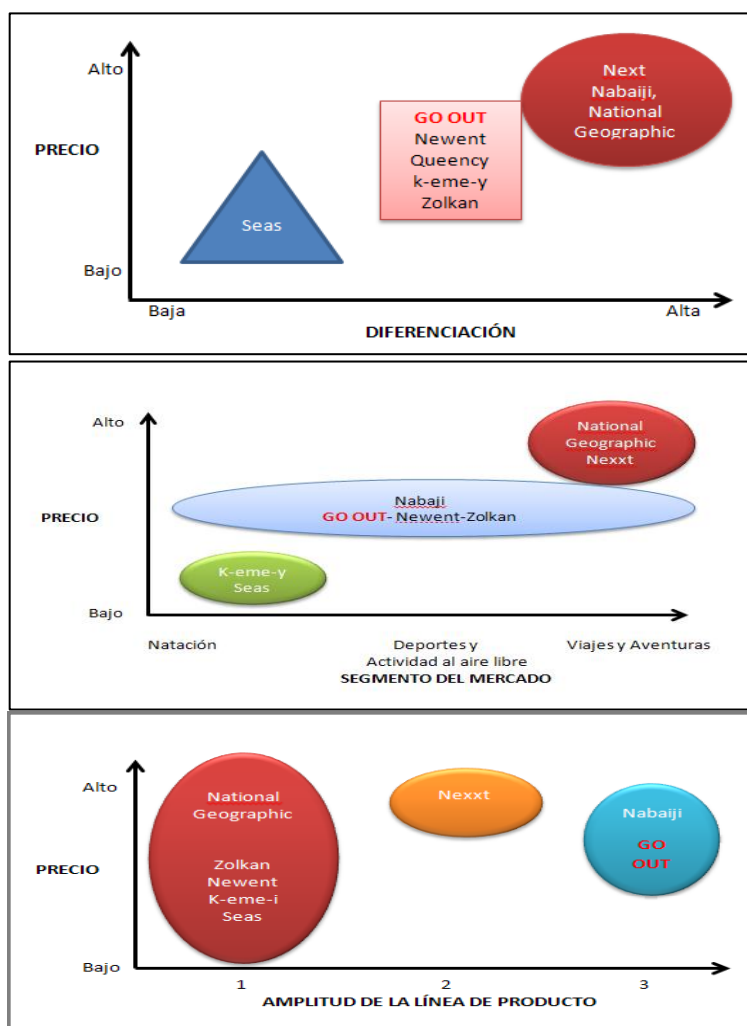 Alto
Next
Nabaiji,
National
Geographic
GO OUT
Newent
Queency
k-eme-y
Zolkan
PRECIO
Seas
Bajo
Baja
Alta
DIFERENCIACIÓN
Alto
National
Geographic
Nexxt
Nabaji
PRECIO
GO OUT- Newent-Zolkan
K-eme-y
Seas
Bajo
Natación
Deportes y
Actividad al aire libre
Viajes y Aventuras
SEGMENTO DEL MERCADO
Alto
National
Geographic
Nexxt
Nabaiji
GO
OUT
PRECIO
Zolkan
Newent
K-eme-i
Seas
Bajo
1
2
3
AMPLITUD DE LA LÍNEA DE PRODUCTO